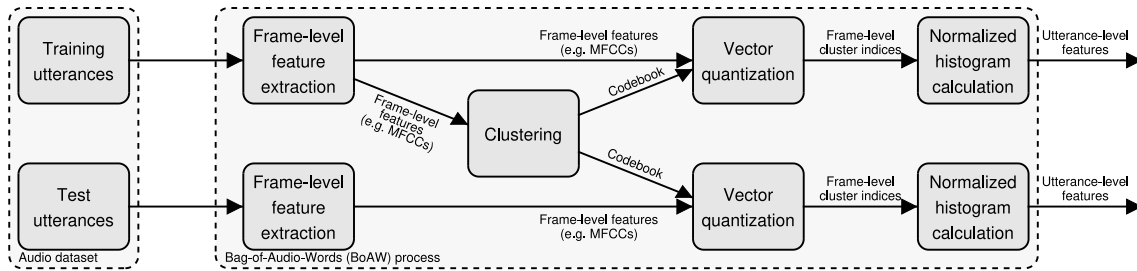 Training
utterances
Frame-level
feature
extraction
Frame-level features
(e.g. MFCCs)
Vector
quantization
Frame-level
cluster indices
Normalized
histogram
calculation
Utterance-level
features
Frame-level
features
(e.g. MFCCs)
Clustering
Codebook
Codebook
Test
utterances
Frame-level
feature
extraction
Frame-level features
(e.g. MFCCs)
Vector
quantization
Frame-level
cluster indices
Normalized
histogram
calculation
Utterance-level
features
Audio dataset
Bag-of-Audio-Words (BoAW) process